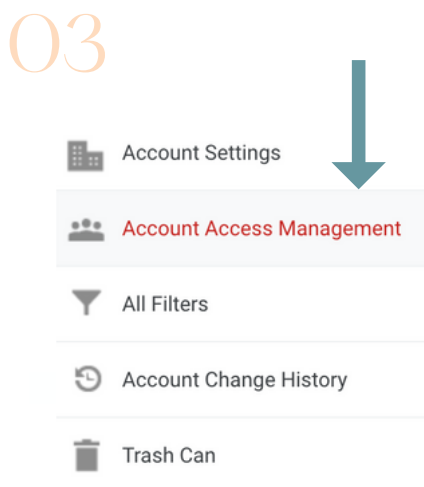 03
Account Settings
Account Access Management
All Filters
Account Change History
Trash Can